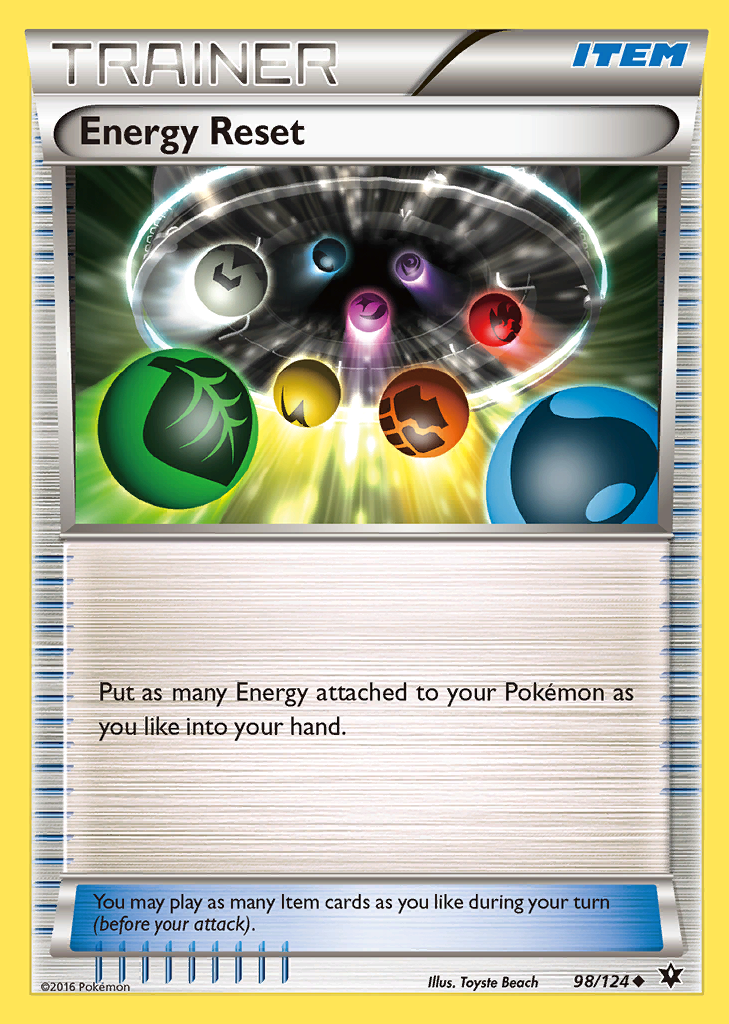 TRAINER
ITEM
Energy Reset
Put as many Energy attached to your Pokémon as
you like into your hand.
You may play as many Item cards as you like during your turn
(before your attack).
©2016 Pokémon
Illus. Toyste Beach
98/124